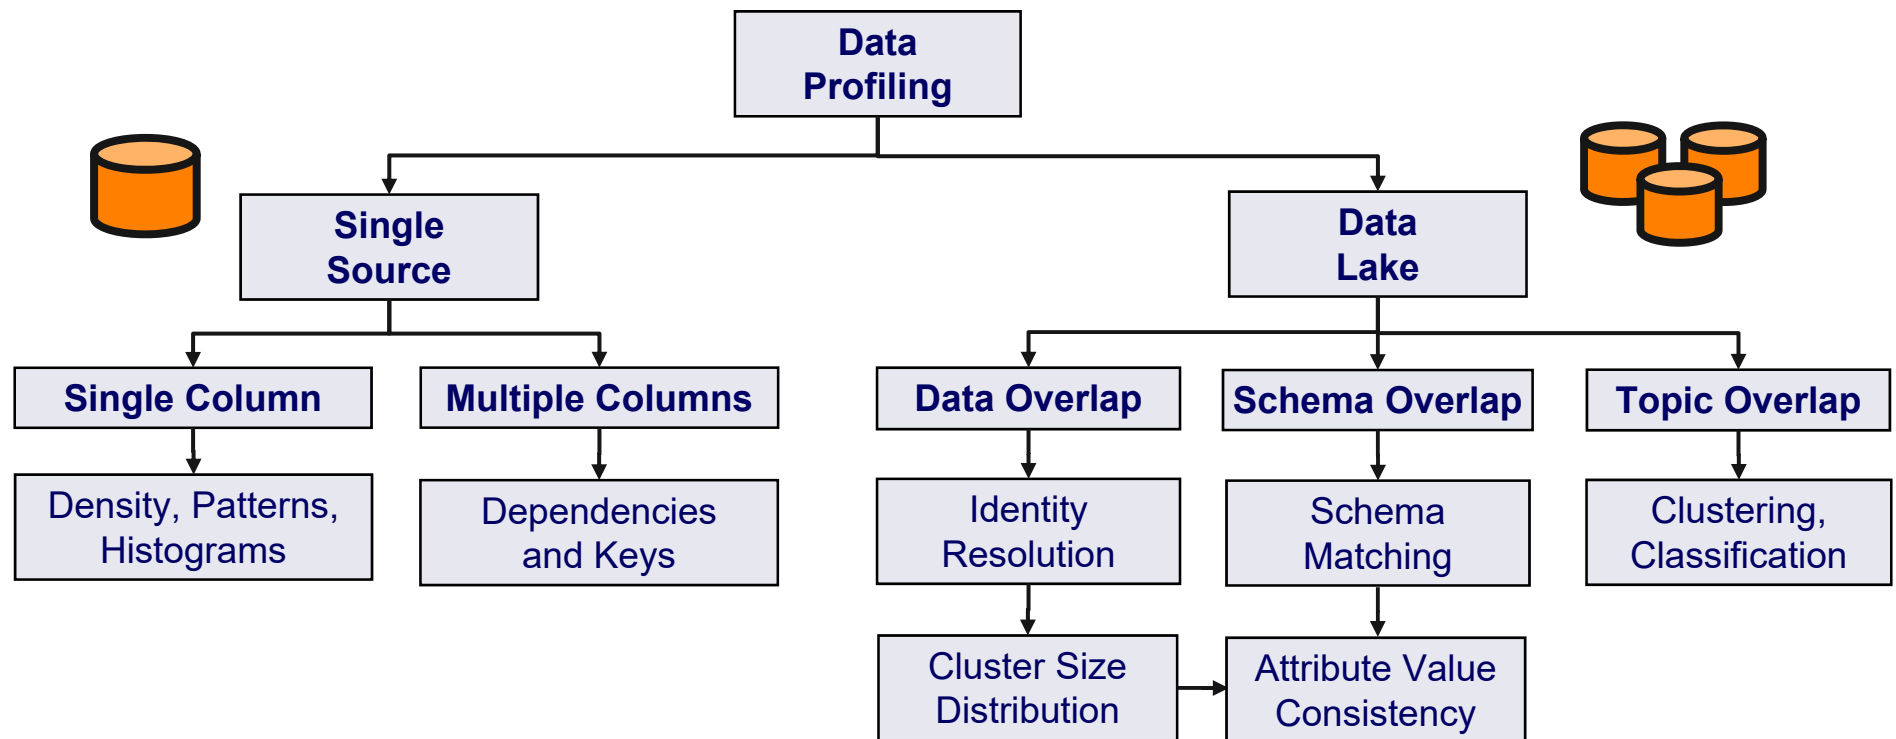 Data
Profiling
Single
Source
Data
Lake
Single Column
Multiple Columns
Data Overlap
Schema Overlap
Topic Overlap
Density, Patterns,
Histograms
Dependencies
and Keys
Identity
Resolution
Schema
Matching
Clustering,
Classification
Cluster Size
Distribution
Attribute Value
Consistency